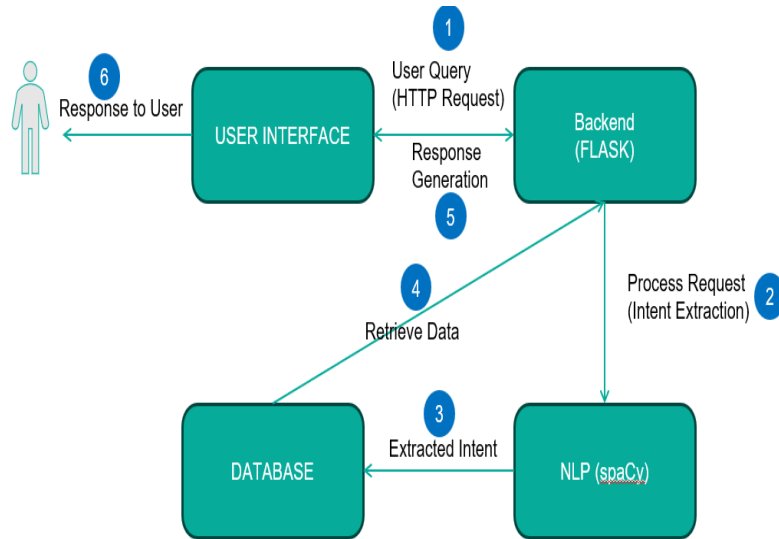 1
6
User Query
(HTTP Request)
Response to User
USER INTERFACE
Backend
(FLASK)
Response
Generation
5
4
Process Request
(Intent Extraction)
2
Retrieve Data
3
Extracted Intent
DATABASE
NLP (spaCy)